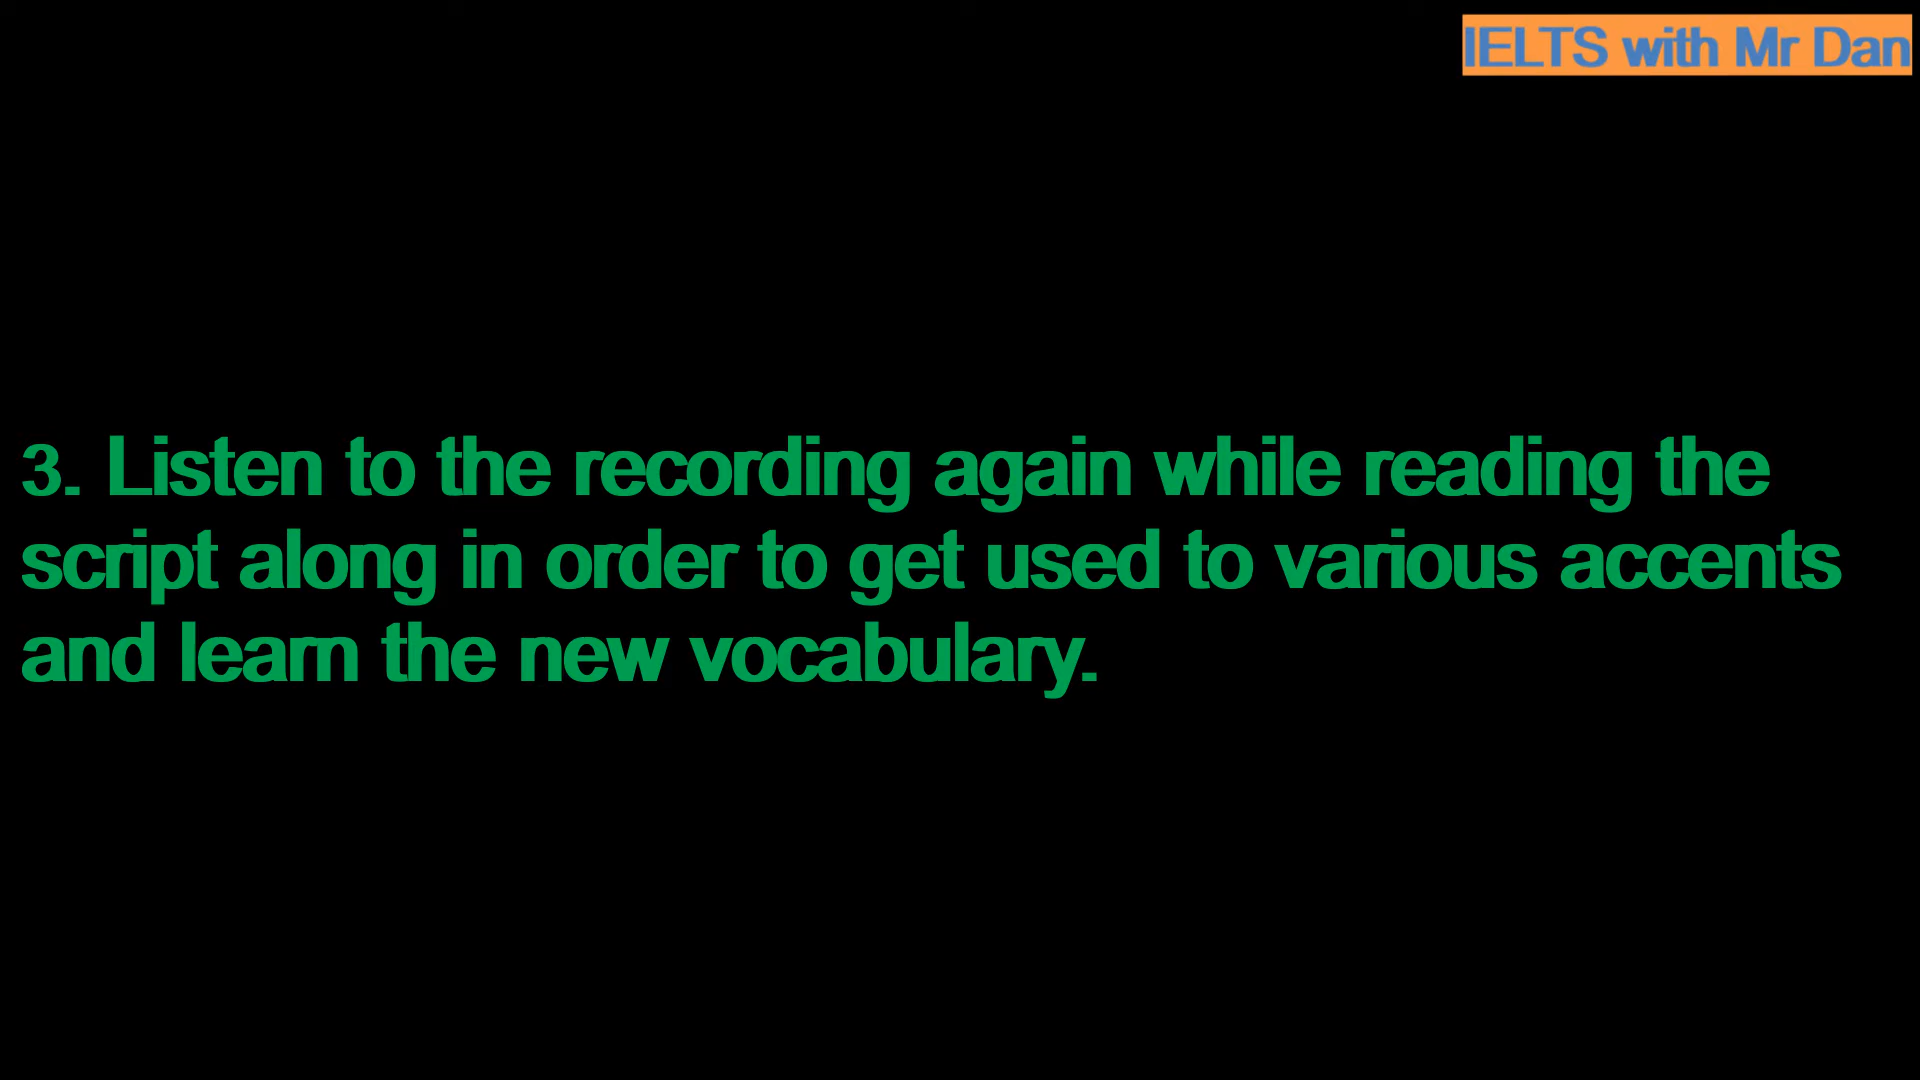 IELTS with Mr Dan
3. Listen to the recording again while reading the
script along in order to get used to various accents
and learn the new vocabulary.